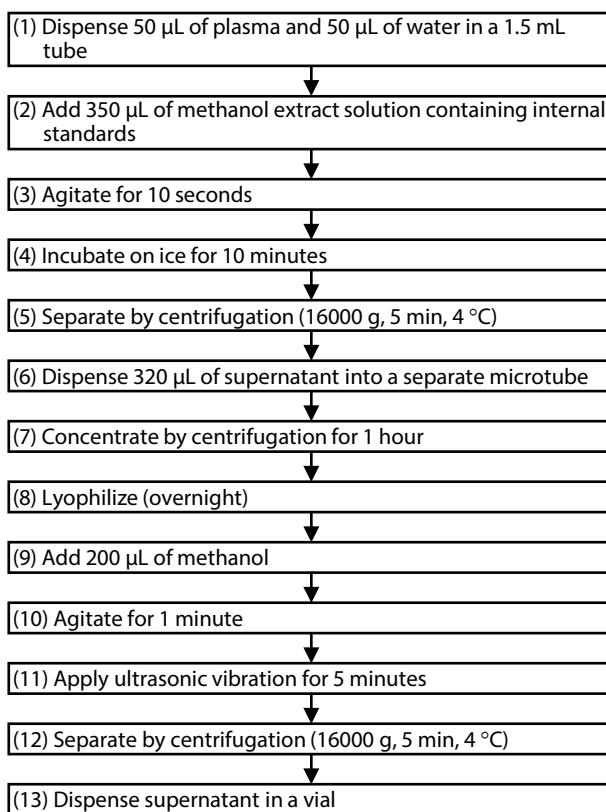 (1) Dispense 50 µL of plasma and 50 µL of water in a 1.5 mL
tube
(2) Add 350 µL of methanol extract solution containing internal
standards
(3) Agitate for 10 seconds
(4) Incubate on ice for 10 minutes
(5) Separate by centrifugation (16000 g, 5 min, 4 °C)
(6) Dispense 320 µL of supernatant into a separate microtube
(7) Concentrate by centrifugation for 1 hour
(8) Lyophilize (overnight)
(9) Add 200 µL of methanol
(10) Agitate for 1 minute
(11) Apply ultrasonic vibration for 5 minutes
(12) Separate by centrifugation (16000 g, 5 min, 4 °C)
(13) Dispense supernatant in a vial